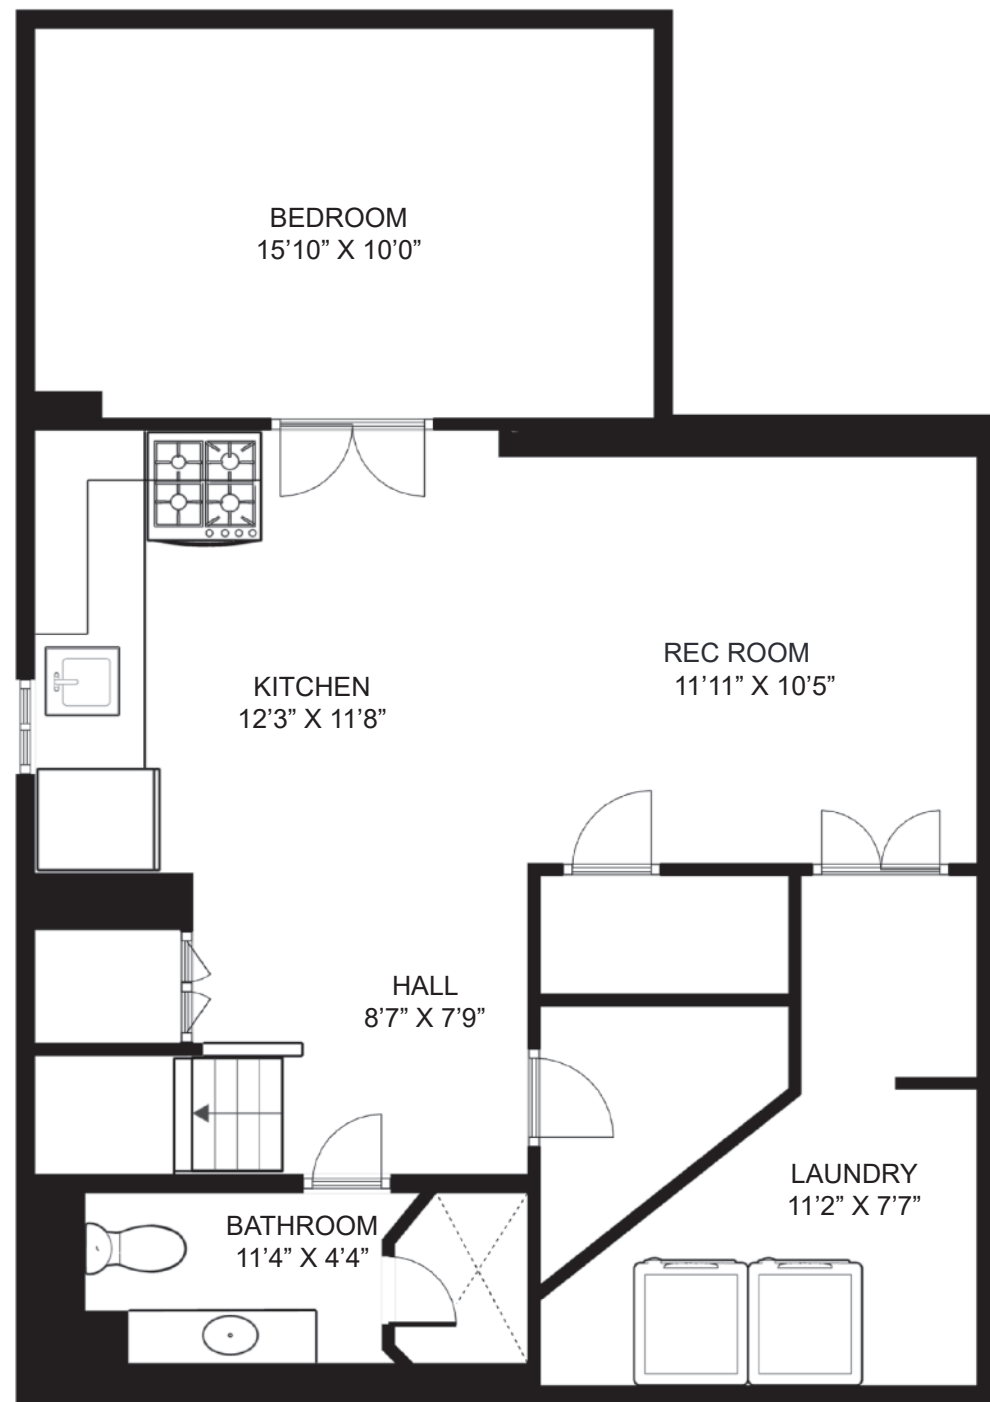 BEDROOM
15’10” X 10’0”
REC ROOM
11’11” X 10’5”
KITCHEN
12’3” X 11’8”
HALL
8’7” X 7’9”
LAUNDRY
11’2” X 7’7”
BATHROOM
11’4” X 4’4”